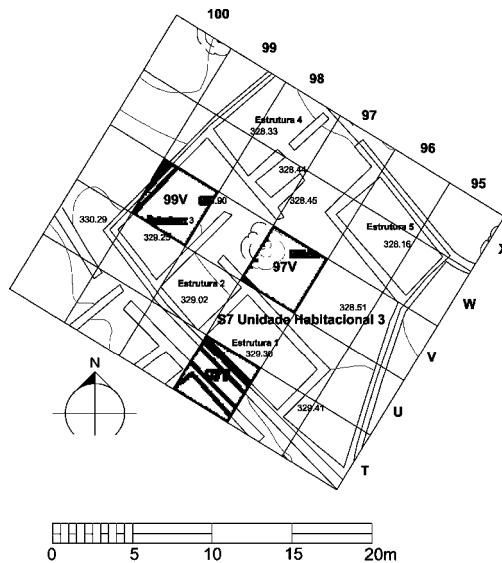 100
99
98
97
96
95
X
W
V
U
T
Estrutura 4
328.33
328.44
328.45
99V
.90
3
330.29
329.25
Estrutura 5
328.16
97V
Estrutura 2
329.02
328.51
S7 Unidade Habitacional 3
Estrutura 1
329.30
329.41
N
0 5 10 15 20m